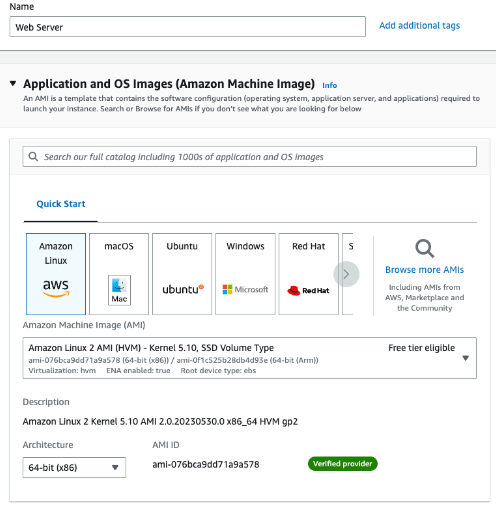 Name
Web Server
Add additional tags
Application and OS Images (Amazon Machine Image) Info
An AMI is a template that contains the software configuration (operating system, application server, and applications) required to
launch your instance. Search or Browse for AMIs if you don't see what you are looking for below
Search our full catalog including 1000s of application and OS images
Quick Start
Amazon
Linux
aws
macOS
Mac
Ubuntu
ubuntu
Windows
Microsoft
Red Hat
Red Hat
S
Browse more AMIs
Including AMIs from
AWS, Marketplace and
the Community
Amazon Machine Image (AMI)
Amazon Linux 2 AMI (HVM) - Kernel 5.10, SSD Volume Type
Free tier eligible
ami-076bca9dd71a9a578 (64-bit (x86)) / ami-0f1c525b28db4d93e (64-bit (Arm))
Virtualization: hvm ENA enabled: true Root device type: ebs
Description
Amazon Linux 2 Kernel 5.10 AMI 2.0.20230530.0 x86_64 HVM gp2
Architecture
AMI ID
64-bit (x86)
ami-076bca9dd71a9a578
Verified provider